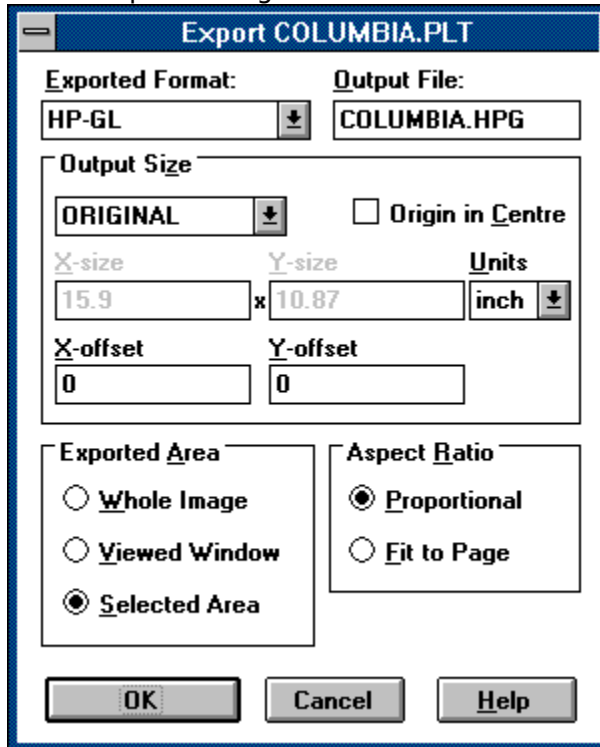 Export COLUMBIA.PLT
Exported Format: Output File:
HP-GL COLUMBIA.HPG
Output Size
ORIGINAL Origin in Centre
X-size Y-size Units
15.9 x 10.87 inch
X-offset Y-offset
0 0
Exported Area Aspect Ratio
Whole Image Proportional
Viewed Window Fit to Page
Selected Area
OK Cancel Help